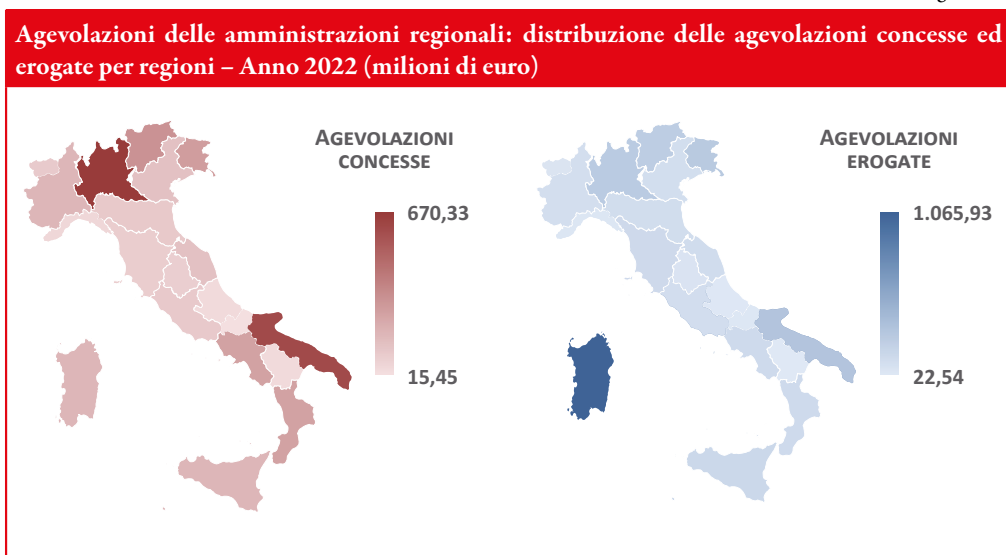 Agevolazioni delle amministrazioni regionali: distribuzione delle agevolazioni concesse ed
erogate per regioni – Anno 2022 (milioni di euro)
AGEVOLAZIONI
CONCESSE
670,33
15,45
AGEVOLAZIONI
EROGATE
1.065,93
22,54